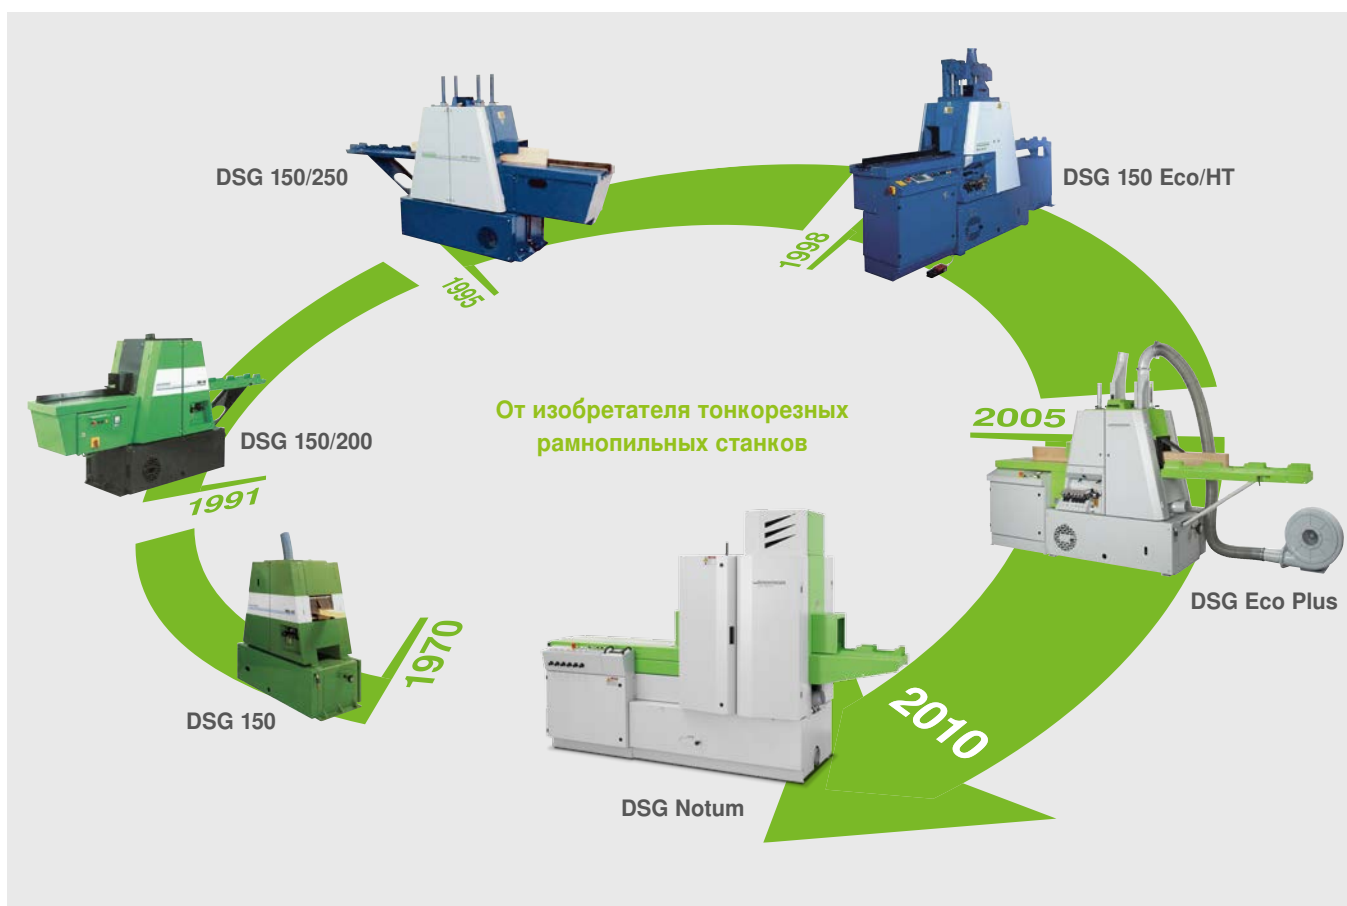 DSG 150/250
DSG 150 Eco/HT
1998
1995
От изобретателя тонкорезных
рамнопильных станков
2005
DSG 150/200
1991
DSG Eco Plus
1970
DSG 150
2010
DSG Notum